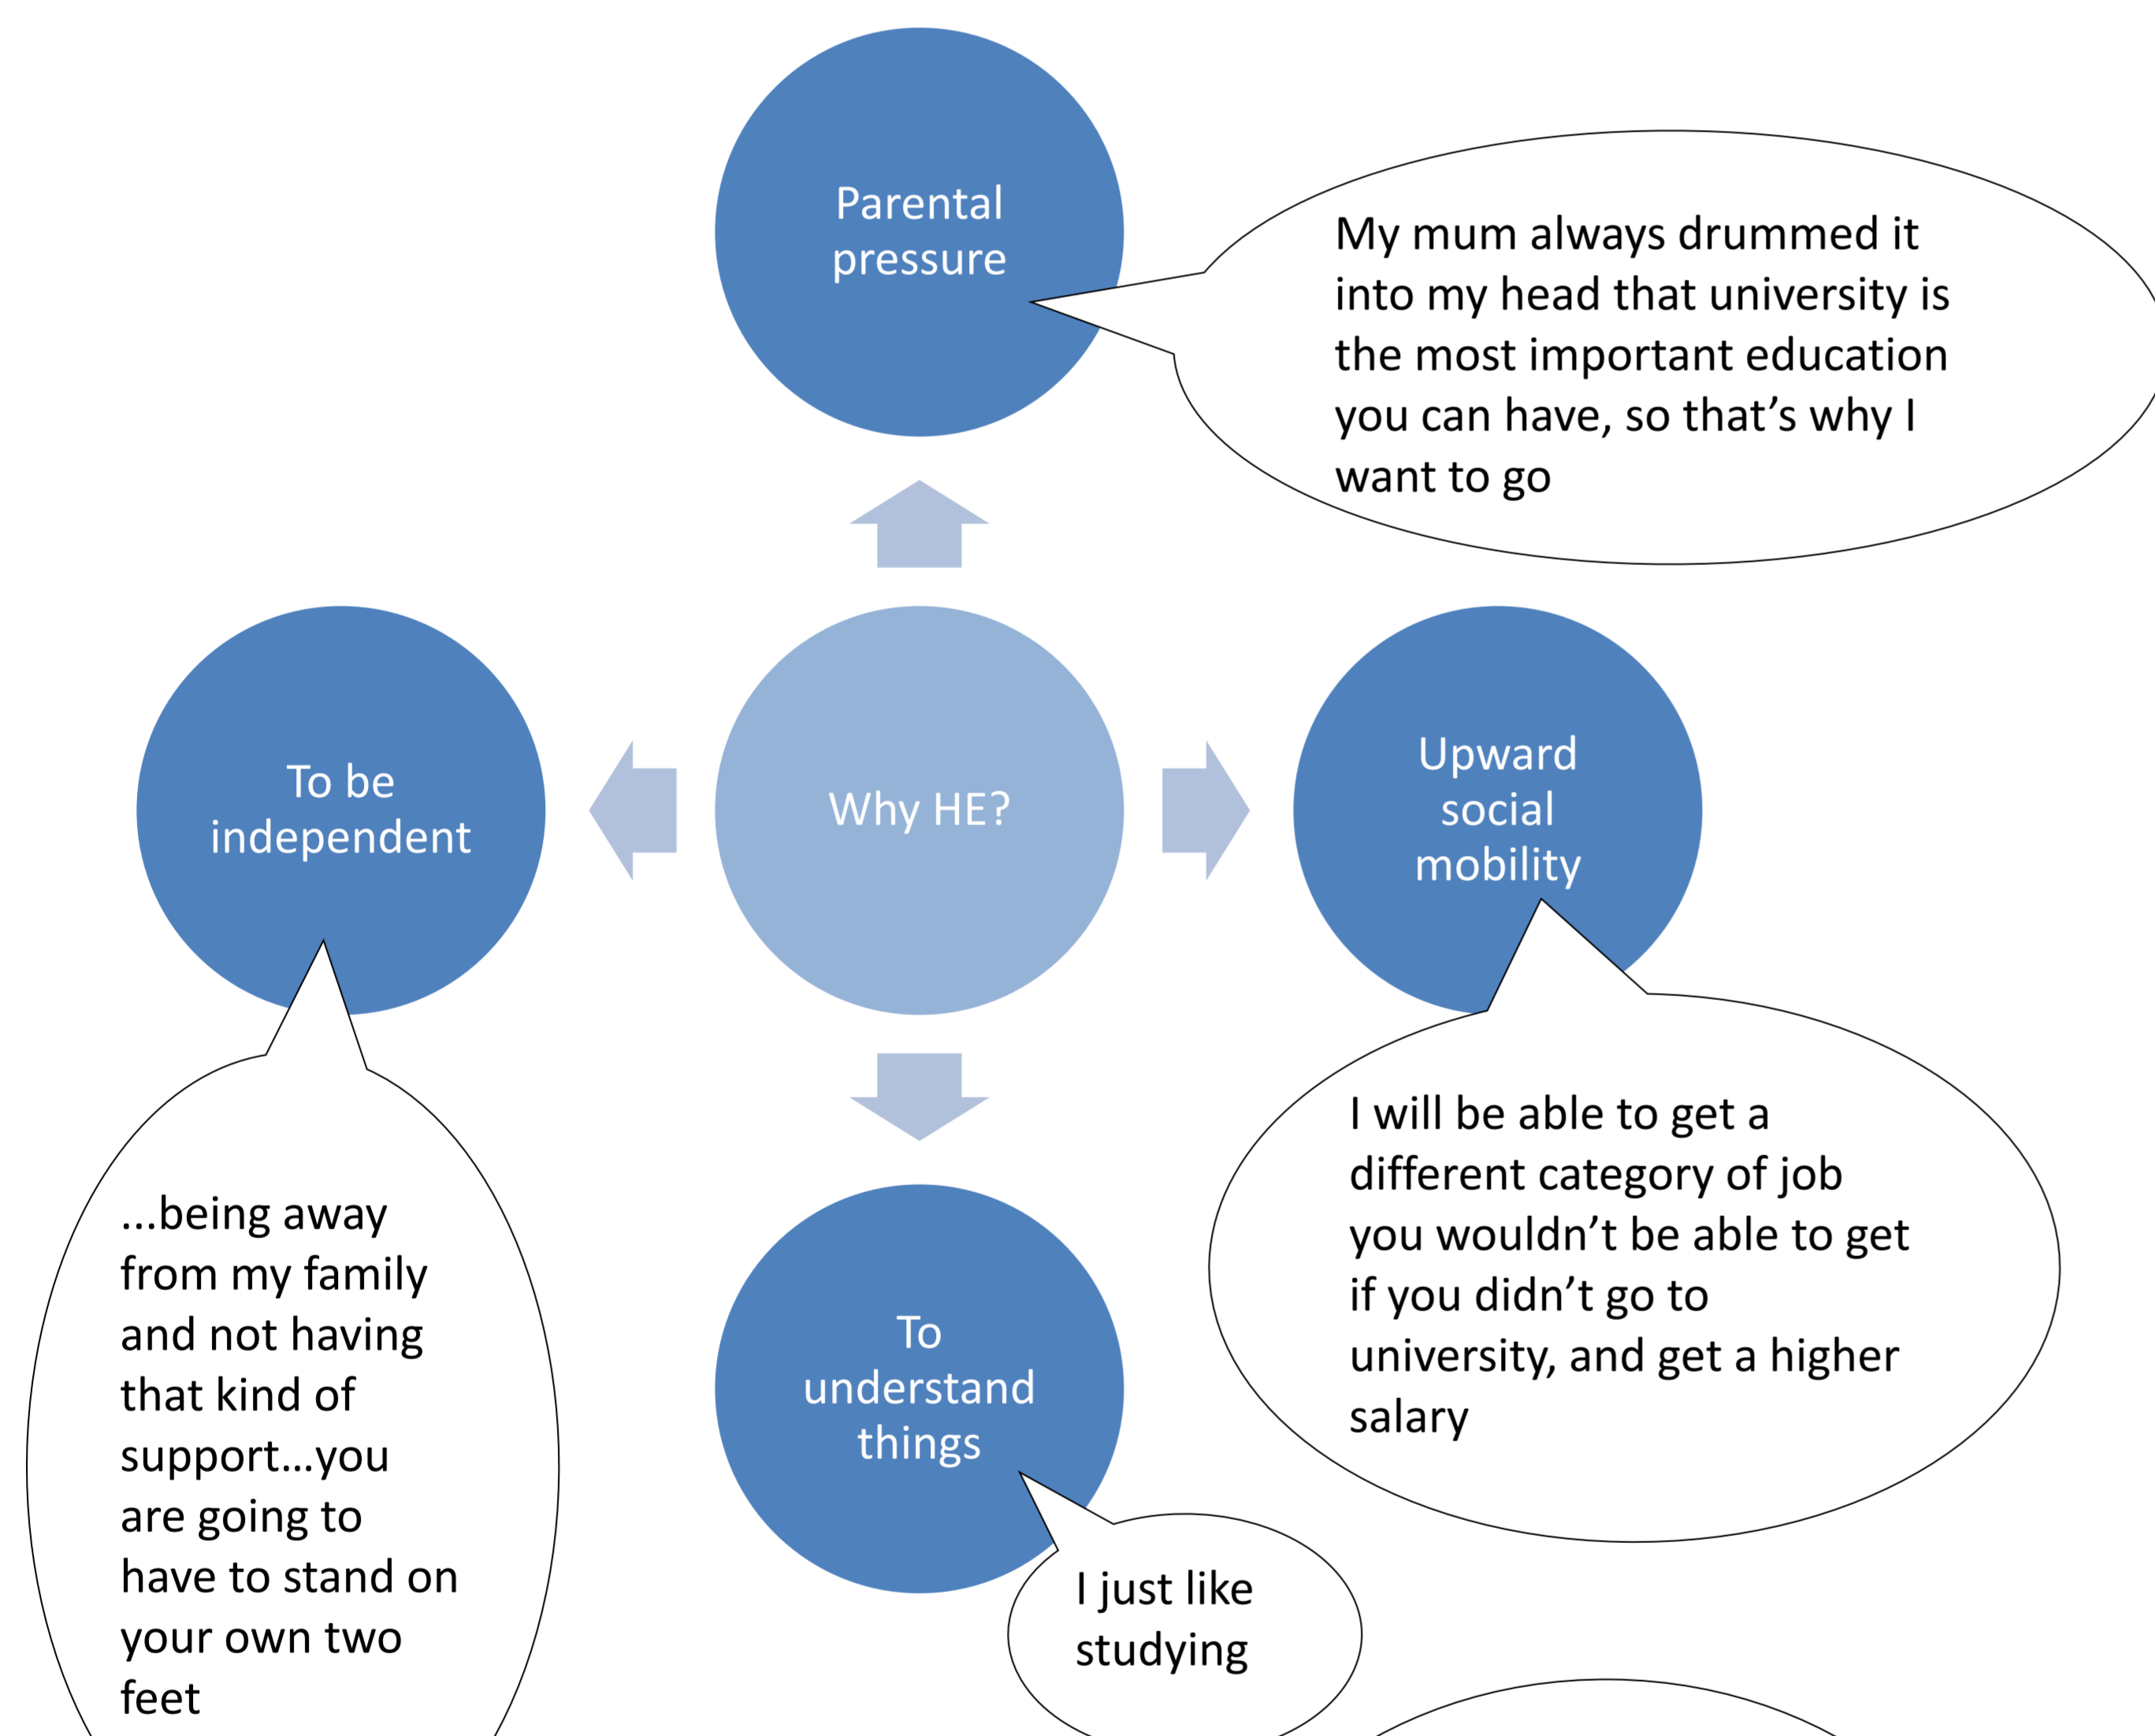 Parental
pressure
My mum always drummed it
into my head that university is
the most important education
you can have, so that’s why I
want to go
To be
independent
Why HE?
Upward
social
mobility
I will be able to get a
different category of job
you wouldn’t be able to get
if you didn’t go to
university, and get a higher
salary
...being away
from my family
and not having
that kind of
support...you
are going to
have to stand on
your own two
feet
To
understand
things
I just like
studying